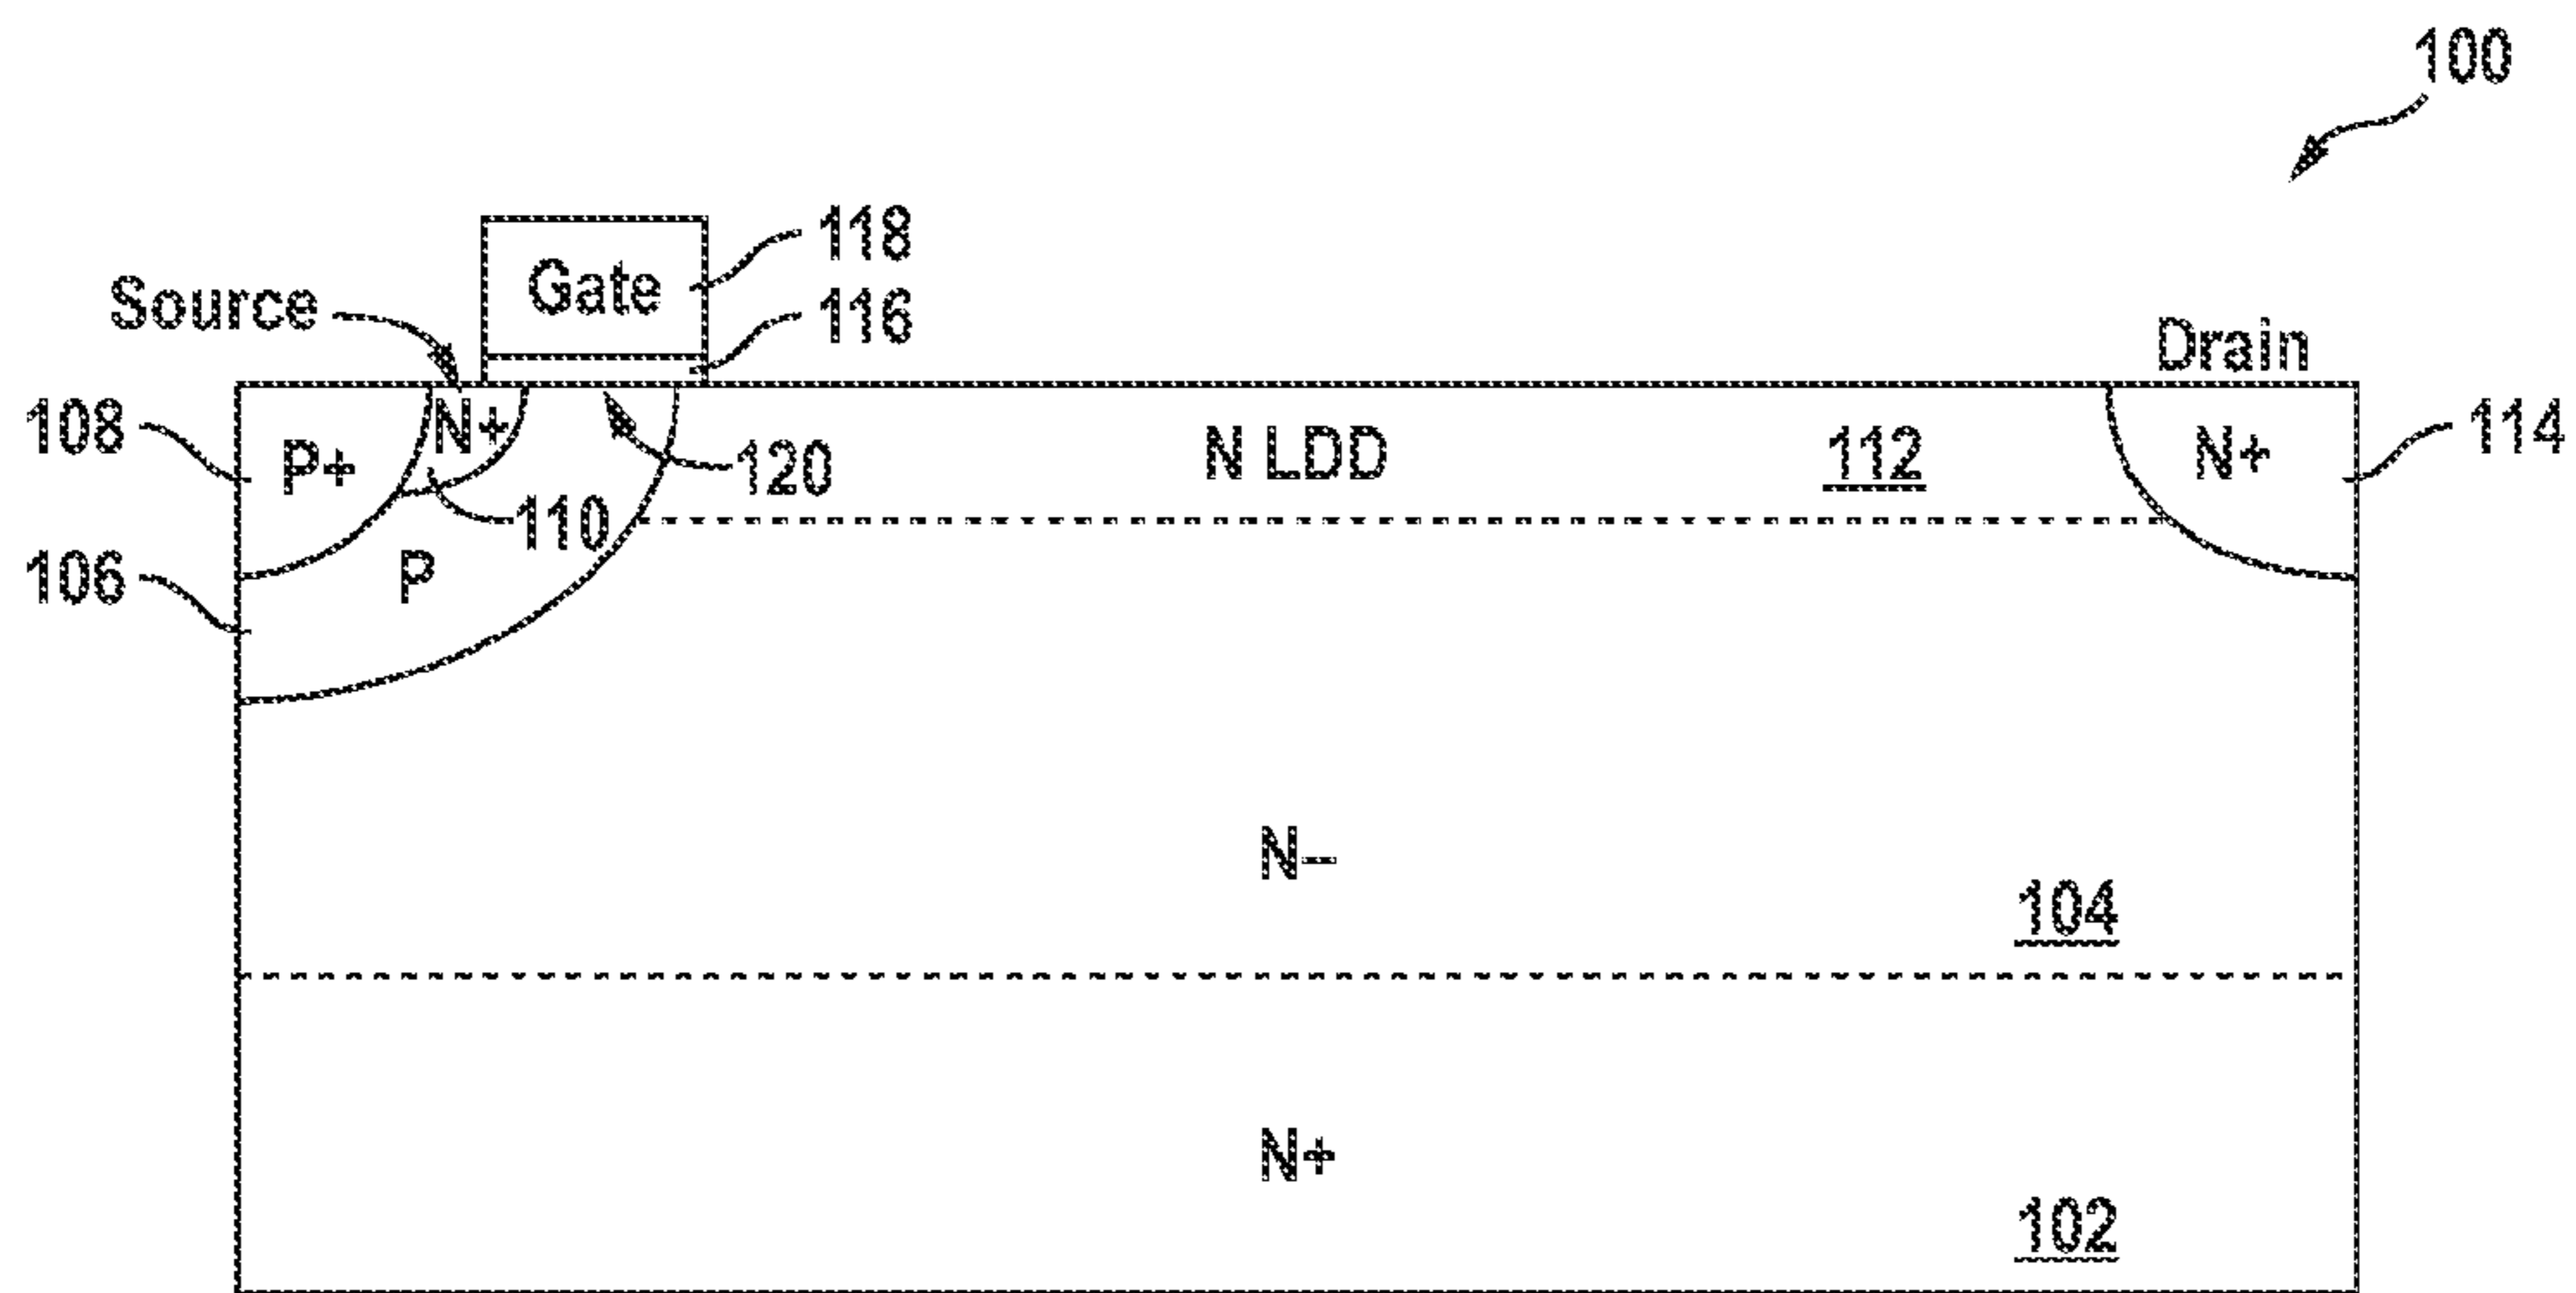 100
118
Gate
Source
116
Drain
108
P+
N+
120
N LDD
112
N+
114
110
106
P
N–
104
N+
102